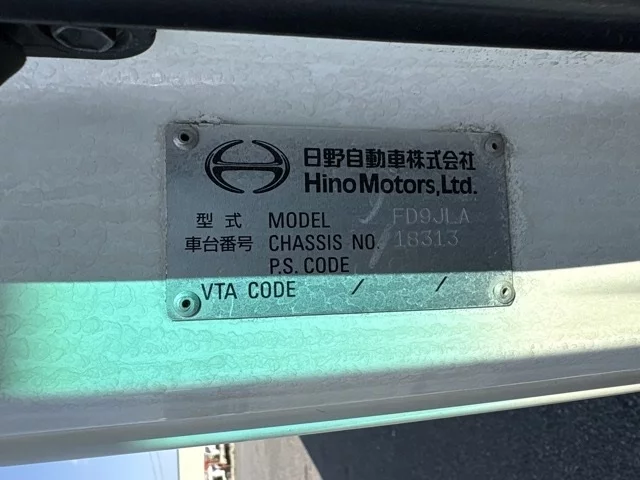 日野自動車株式会社
Hino Motors, Ltd.
型式 MODEL FD9JLA
車台番号 CHASSIS NO. 18313
P.S. CODE
VTA CODE / /